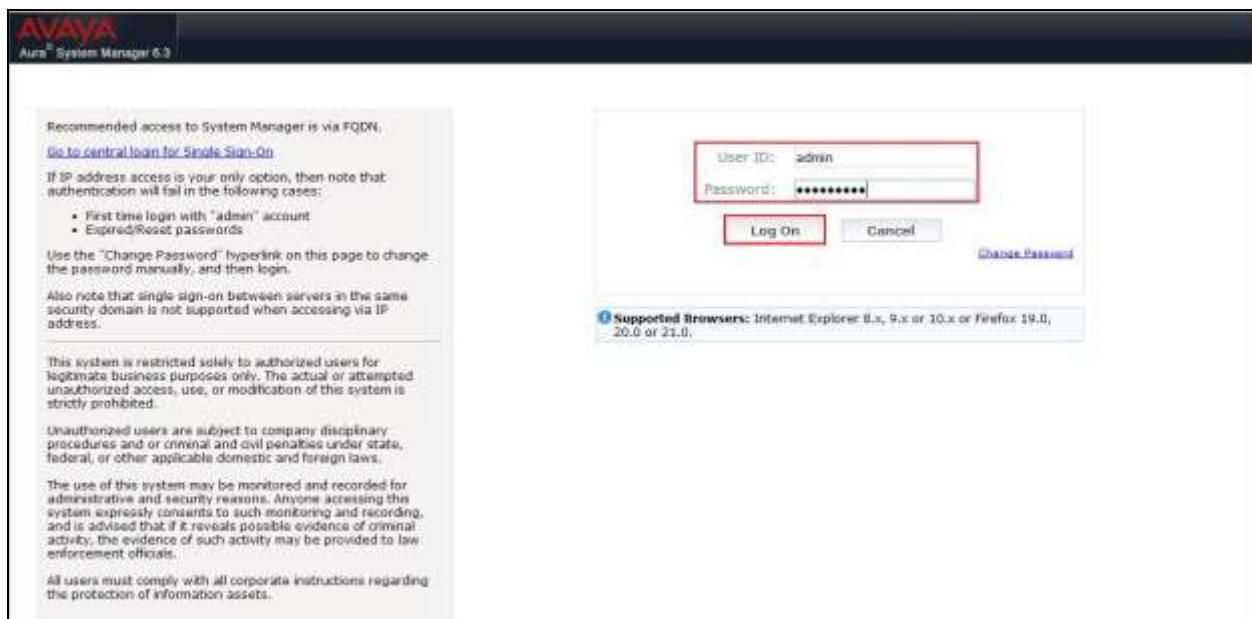 AVAYA
Aura® System Manager 6.3
Recommended access to System Manager is via FQDN.
Go to central login for Single Sign-On
If IP address access is your only option, then note that
authentication will fail in the following cases:
• First time login with "admin" account
• Expired/Reset passwords
Use the "Change Password" hyperlink on this page to change
the password manually, and then login.
Also note that single sign-on between servers in the same
security domain is not supported when accessing via IP
address.
This system is restricted solely to authorized users for
legitimate business purposes only. The actual or attempted
unauthorized access, use, or modification of this system is
strictly prohibited.
Unauthorized users are subject to company disciplinary
procedures and or criminal and civil penalties under state,
federal, or other applicable domestic and foreign laws.
The use of this system may be monitored and recorded for
administrative and security reasons. Anyone accessing this
system expressly consents to such monitoring and recording,
and is advised that if it reveals possible evidence of criminal
activity, the evidence of such activity may be provided to law
enforcement officials.
All users must comply with all corporate instructions regarding
the protection of information assets.
User ID: admin
Password: •••••••••
Log On Cancel
Change Password
Supported Browsers: Internet Explorer 8.x, 9.x or 10.x or Firefox 19.0,
20.0 or 21.0.